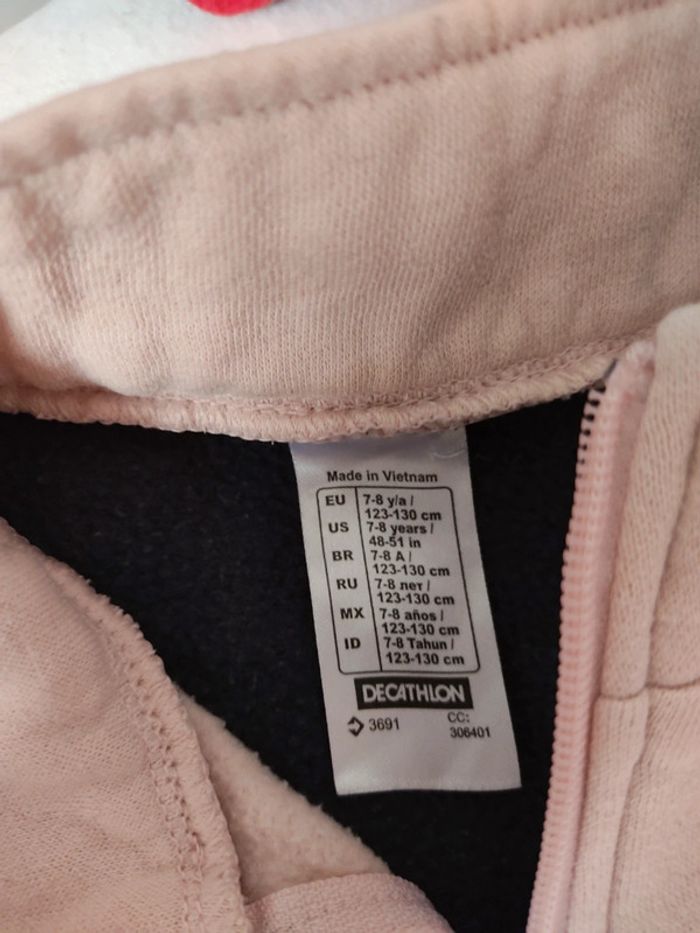 Made in Vietnam
EU 7-8 y/a /
123-130 cm
US 7-8 years /
48-51 in
BR 7-8 A /
123-130 cm
RU 7-8 лет /
123-130 cm
MX 7-8 años /
123-130 cm
ID 7-8 Tahun /
123-130 cm
DECATHLON
3691 CC:
306401